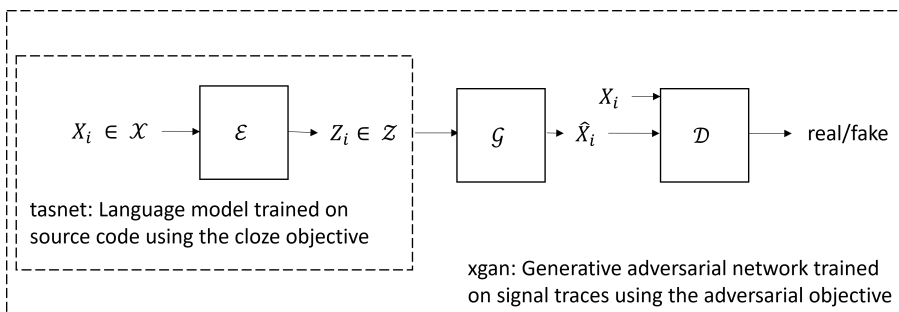 X_i
X_i ∈ 𝒳
ℰ
Z_i ∈ 𝒵
𝒢
X̂_i
𝒟
real/fake
tasnet: Language model trained on
source code using the cloze objective
xgan: Generative adversarial network trained
on signal traces using the adversarial objective